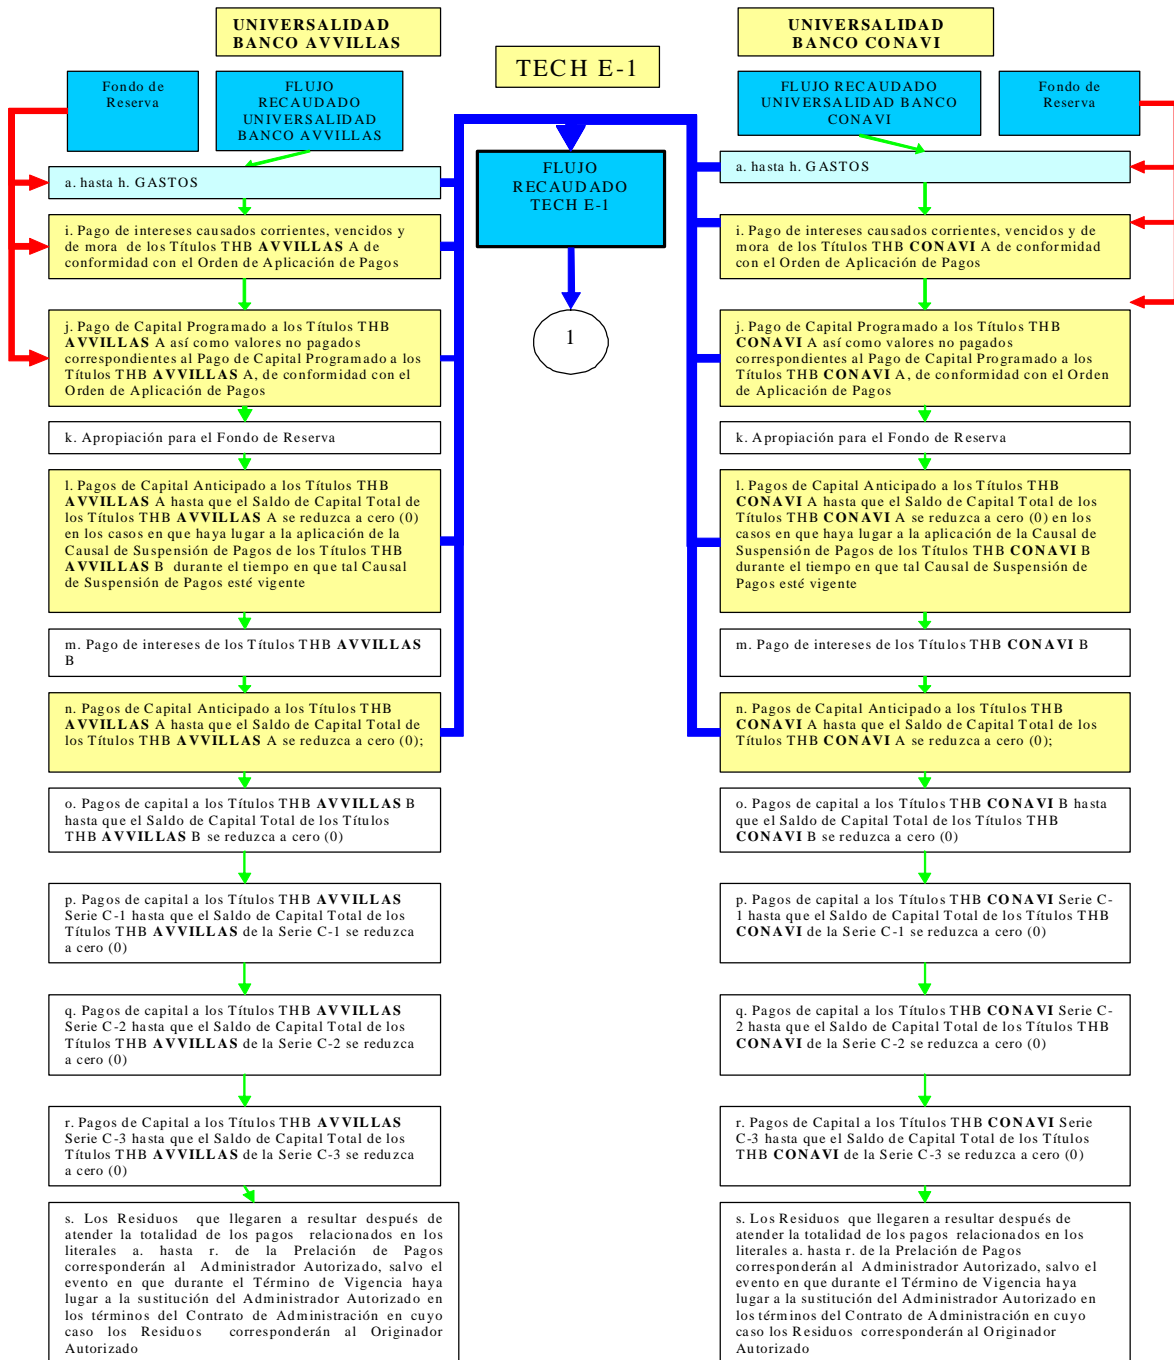 UNIVERSALIDAD
BANCO AVVILLAS
Fondo de
Reserva
FLUJO
RECAUDADO
UNIVERSALIDAD
BANCO AVVILLAS
a. hasta h. GASTOS
i. Pago de intereses causados corrientes, vencidos y
de mora de los Títulos THB AVVILLAS A de
conformidad con el Orden de Aplicación de Pagos
j. Pago de Capital Programado a los Títulos THB
AVVILLAS A así como valores no pagados
correspondientes al Pago de Capital Programado a los
Títulos THB AVVILLAS A, de conformidad con el
Orden de Aplicación de Pagos
k. Apropiación para el Fondo de Reserva
l. Pagos de Capital Anticipado a los Títulos THB
AVVILLAS A hasta que el Saldo de Capital Total de
los Títulos THB AVVILLAS A se reduzca a cero (0)
en los casos en que haya lugar a la aplicación de la
Causal de Suspensión de Pagos de los Títulos THB
AVVILLAS B durante el tiempo en que tal Causal
de Suspensión de Pagos esté vigente
m. Pago de intereses de los Títulos THB AVVILLAS
B
n. Pagos de Capital Anticipado a los Títulos THB
AVVILLAS A hasta que el Saldo de Capital Total de
los Títulos THB AVVILLAS A se reduzca a cero (0);
o. Pagos de capital a los Títulos THB AVVILLAS B
hasta que el Saldo de Capital Total de los Títulos
THB AVVILLAS B se reduzca a cero (0)
p. Pagos de capital a los Títulos THB AVVILLAS
Serie C-1 hasta que el Saldo de Capital Total de los
Títulos THB AVVILLAS de la Serie C-1 se reduzca
a cero (0)
q. Pagos de capital a los Títulos THB AVVILLAS
Serie C-2 hasta que el Saldo de Capital Total de los
Títulos THB AVVILLAS de la Serie C-2 se reduzca
a cero (0)
r. Pagos de Capital a los Títulos THB AVVILLAS
Serie C-3 hasta que el Saldo de Capital Total de los
Títulos THB AVVILLAS de la Serie C-3 se reduzca
a cero (0)
s. Los Residuos que llegaren a resultar después de
atender la totalidad de los pagos relacionados en los
literales a. hasta r. de la Prelación de Pagos
corresponderán al Administrador Autorizado, salvo el
evento en que durante el Término de Vigencia haya
lugar a la sustitución del Administrador Autorizado en
los términos del Contrato de Administración en cuyo
caso los Residuos corresponderán al Originador
Autorizado
TECH E-1
FLUJO
RECAUDADO
TECH E-1
1
UNIVERSALIDAD
BANCO CONAVI
FLUJO RECAUDADO
UNIVERSALIDAD BANCO
CONAVI
Fondo de
Reserva
a. hasta h. GASTOS
i. Pago de intereses causados corrientes, vencidos y de
mora de los Títulos THB CONAVI A de conformidad
con el Orden de Aplicación de Pagos
j. Pago de Capital Programado a los Títulos THB
CONAVI A así como valores no pagados
correspondientes al Pago de Capital Programado a los
Títulos THB CONAVI A, de conformidad con el Orden
de Aplicación de Pagos
k. Apropiación para el Fondo de Reserva
l. Pagos de Capital Anticipado a los Títulos THB
CONAVI A hasta que el Saldo de Capital Total de los
Títulos THB CONAVI A se reduzca a cero (0) en los
casos en que haya lugar a la aplicación de la Causal de
Suspensión de Pagos de los Títulos THB CONAVI B
durante el tiempo en que tal Causal de Suspensión de
Pagos esté vigente
m. Pago de intereses de los Títulos THB CONAVI B
n. Pagos de Capital Anticipado a los Títulos THB
CONAVI A hasta que el Saldo de Capital Total de los
Títulos THB CONAVI A se reduzca a cero (0);
o. Pagos de capital a los Títulos THB CONAVI B hasta
que el Saldo de Capital Total de los Títulos THB
CONAVI B se reduzca a cero (0)
p. Pagos de capital a los Títulos THB CONAVI Serie C-
1 hasta que el Saldo de Capital Total de los Títulos THB
CONAVI de la Serie C-1 se reduzca a cero (0)
q. Pagos de capital a los Títulos THB CONAVI Serie C-
2 hasta que el Saldo de Capital Total de los Títulos THB
CONAVI de la Serie C-2 se reduzca a cero (0)
r. Pagos de Capital a los Títulos THB CONAVI Serie
C-3 hasta que el Saldo de Capital Total de los Títulos
THB CONAVI de la Serie C-3 se reduzca a cero (0)
s. Los Residuos que llegaren a resultar después de
atender la totalidad de los pagos relacionados en los
literales a. hasta r. de la Prelación de Pagos
corresponderán al Administrador Autorizado, salvo el
evento en que durante el Término de Vigencia haya
lugar a la sustitución del Administrador Autorizado en
los términos del Contrato de Administración en cuyo
caso los Residuos corresponderán al Originador
Autorizado